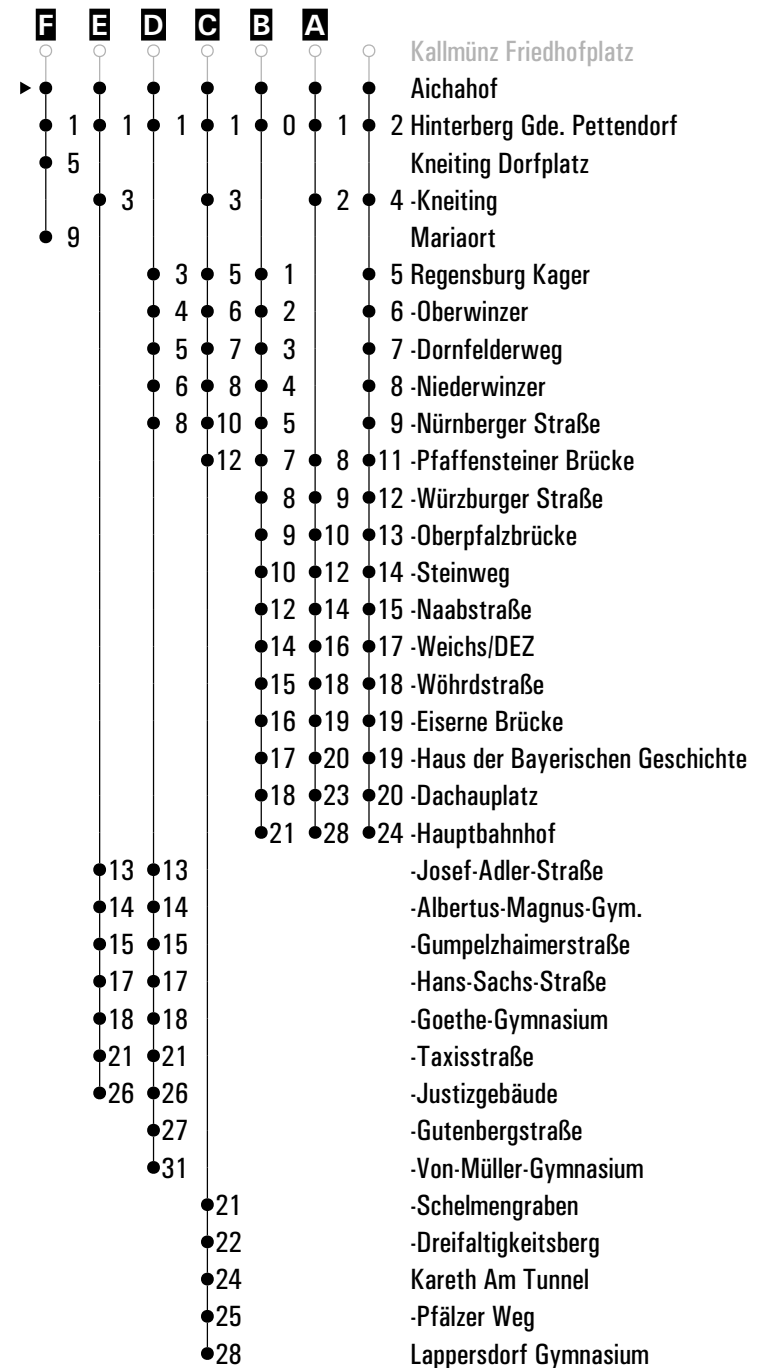 F E D C B A
Kallmünz Friedhofplatz
Aichahof
1 1 1 1 0 1 2 Hinterberg Gde. Pettendorf
5 Kneiting Dorfplatz
3 3 2 4 -Kneiting
9 Mariaort
3 5 1 5 Regensburg Kager
4 6 2 6 -Oberwinzer
5 7 3 7 -Dornfelderweg
6 8 4 8 -Niederwinzer
8 10 5 9 -Nürnberger Straße
12 7 8 11 -Pfaffensteiner Brücke
8 9 12 -Würzburger Straße
9 10 13 -Oberpfalzbrücke
10 12 14 -Steinweg
12 14 15 -Naabstraße
14 16 17 -Weichs/DEZ
15 18 18 -Wöhrdstraße
16 19 19 -Eiserne Brücke
17 20 19 -Haus der Bayerischen Geschichte
18 23 20 -Dachauplatz
21 28 24 -Hauptbahnhof
13 13 -Josef-Adler-Straße
14 14 -Albertus-Magnus-Gym.
15 15 -Gumpelzhaimerstraße
17 17 -Hans-Sachs-Straße
18 18 -Goethe-Gymnasium
21 21 -Taxisstraße
26 26 -Justizgebäude
27 -Gutenbergstraße
31 -Von-Müller-Gymnasium
21 -Schelmengraben
22 -Dreifaltigkeitsberg
24 Kareth Am Tunnel
25 -Pfälzer Weg
28 Lappersdorf Gymnasium